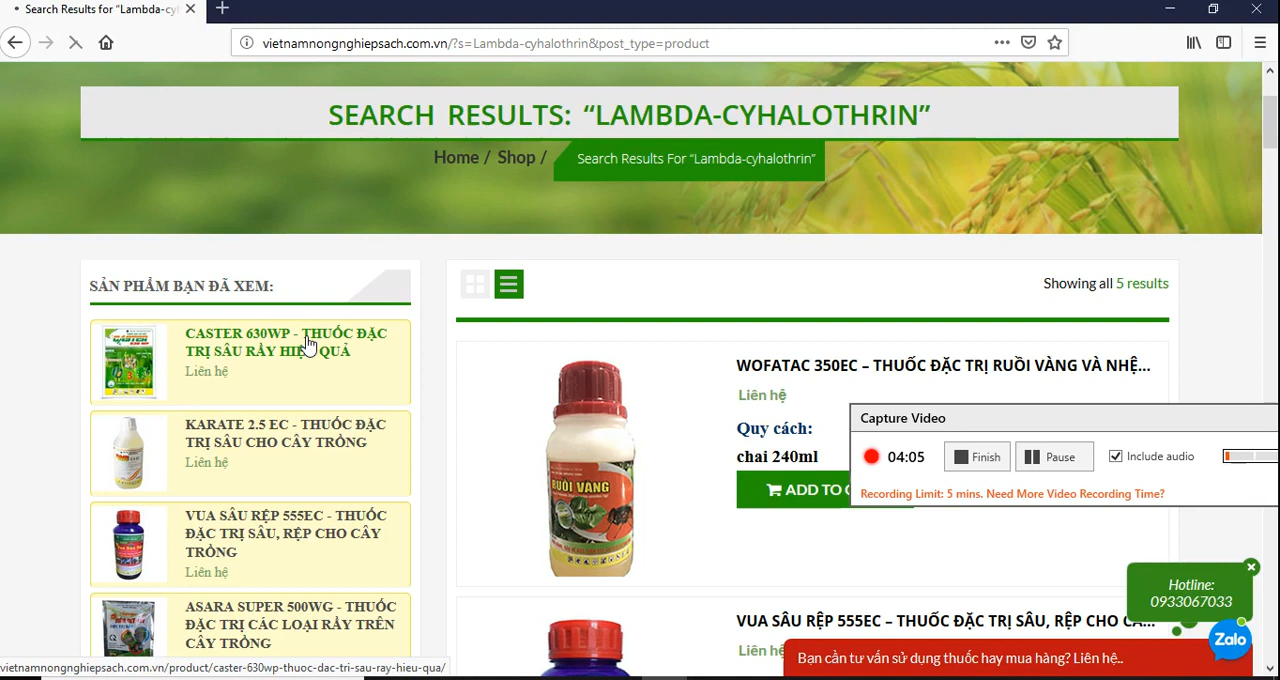 Search Results for "Lambda-cyh
vietnamnongnghiepsach.com.vn/?s=Lambda-cyhalothrin&post_type=product
SEARCH RESULTS: “LAMBDA-CYHALOTHRIN”
Home / Shop / Search Results For “Lambda-cyhalothrin”
SẢN PHẨM BẠN ĐÃ XEM:
CASTER 630WP - THUỐC ĐẶC
TRỊ SÂU RẦY HIỆU QUẢ
Liên hệ
KARATE 2.5 EC - THUỐC ĐẶC
TRỊ SÂU CHO CÂY TRỒNG
Liên hệ
VUA SÂU RỆP 555EC - THUỐC
ĐẶC TRỊ SÂU, RỆP CHO CÂY
TRỒNG
Liên hệ
ASARA SUPER 500WG - THUỐC
ĐẶC TRỊ CÁC LOẠI RẦY TRÊN
CÂY TRỒNG
Showing all 5 results
WOFATAC 350EC – THUỐC ĐẶC TRỊ RUỒI VÀNG VÀ NHỆ...
Liên hệ
Quy cách:
chai 240ml
ADD TO C
RUỒI VÀNG
VUA SÂU RỆP 555EC – THUỐC ĐẶC TRỊ SÂU, RỆP CHO CÂ...
Liên hệ
Capture Video
04:05
Finish
Pause
Include audio
Recording Limit: 5 mins. Need More Video Recording Time?
Hotline:
0933067033
Zalo
Bạn cần tư vấn sử dụng thuốc hay mua hàng? Liên hệ..
vietnamnongnghiepsach.com.vn/product/caster-630wp-thuoc-dac-tri-sau-ray-hieu-qua/